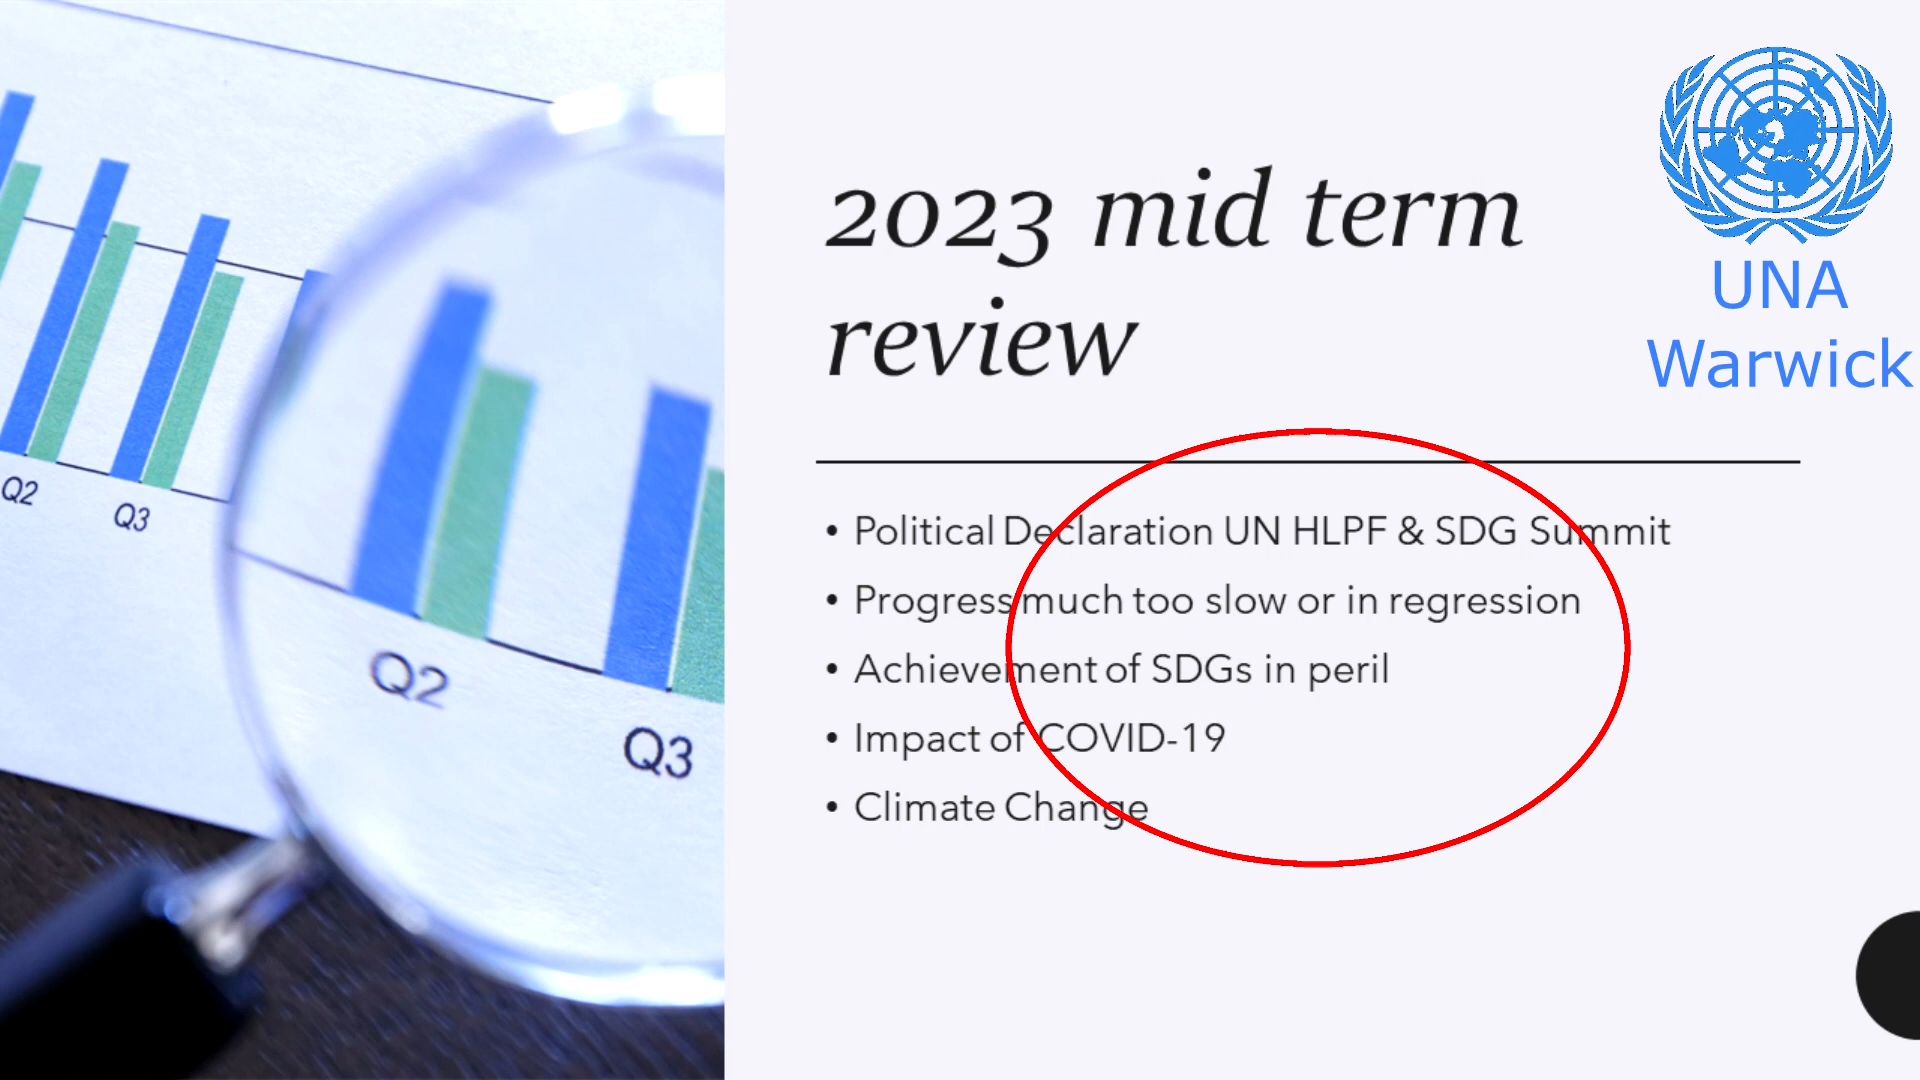 2023 mid term
review
UNA
Warwick
• Political Declaration UN HLPF & SDG Summit
• Progress much too slow or in regression
• Achievement of SDGs in peril
• Impact of COVID-19
• Climate Change
Q2
Q3
Q2
Q3